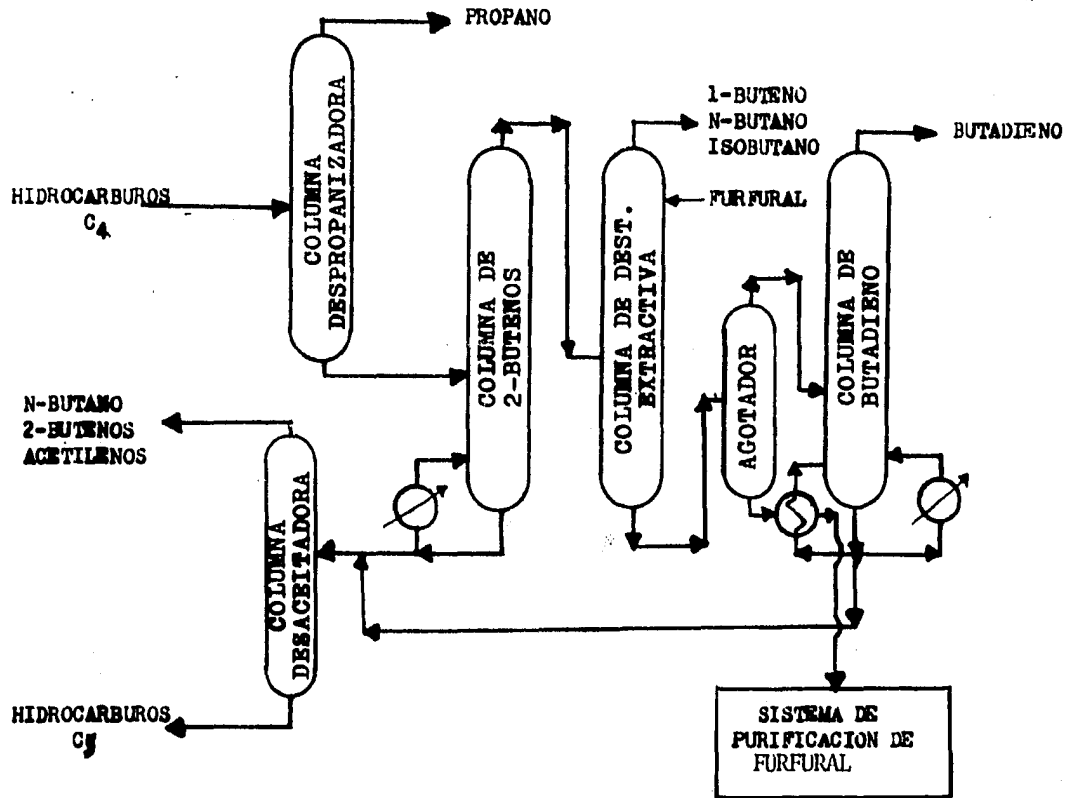 PROPANO
1-BUTENO
N-BUTANO
ISOBUTANO
BUTADIENO
HIDROCARBUROS
C4
COLUMNA
DESPROPANIZADORA
COLUMNA DE
2-BUTENOS
COLUMNA DE DEST.
EXTRACTIVA
FURFURAL
AGOTADOR
COLUMNA DE
BUTADIENO
N-BUTANO
2-BUTENOS
ACETILENOS
COLUMNA
DESACEITADORA
HIDROCARBUROS
C5
SISTEMA DE
PURIFICACION DE
FURFURAL